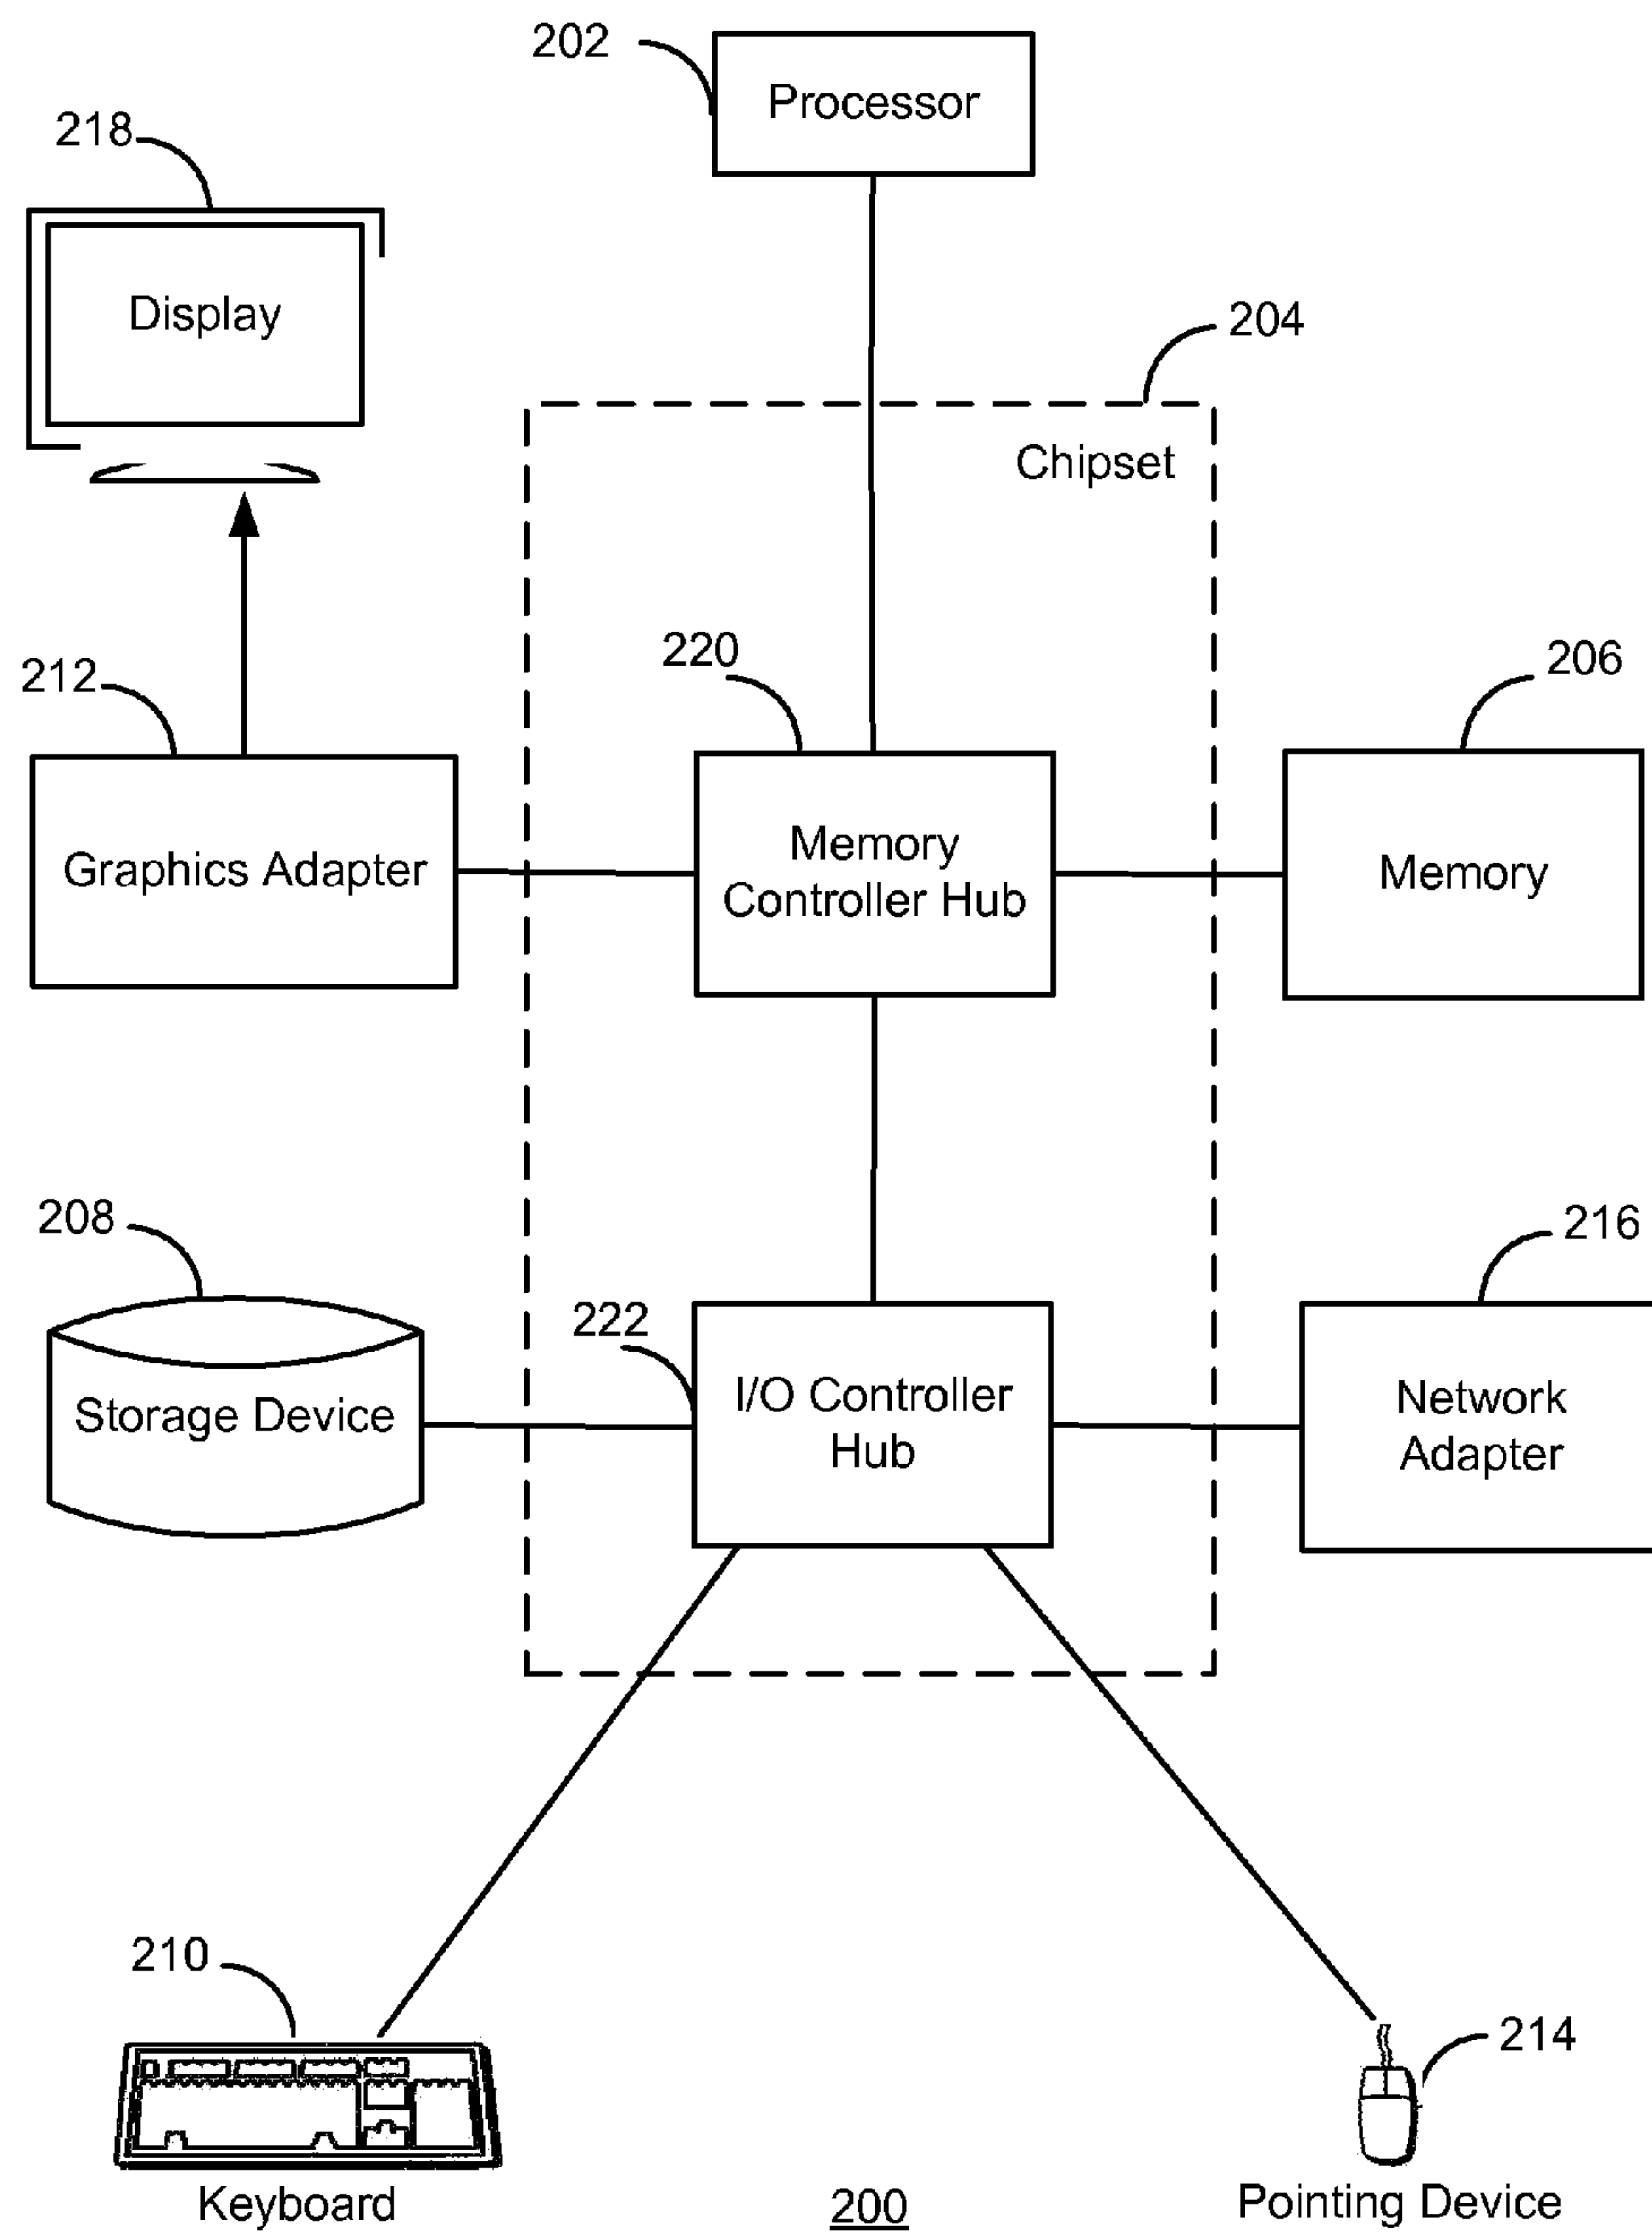 202
Processor
218
Display
204
Chipset
220
206
212
Memory
Controller Hub
Graphics Adapter
Memory
208
216
222
I/O Controller
Hub
Storage Device
Network
Adapter
210
214
Keyboard
200
Pointing Device